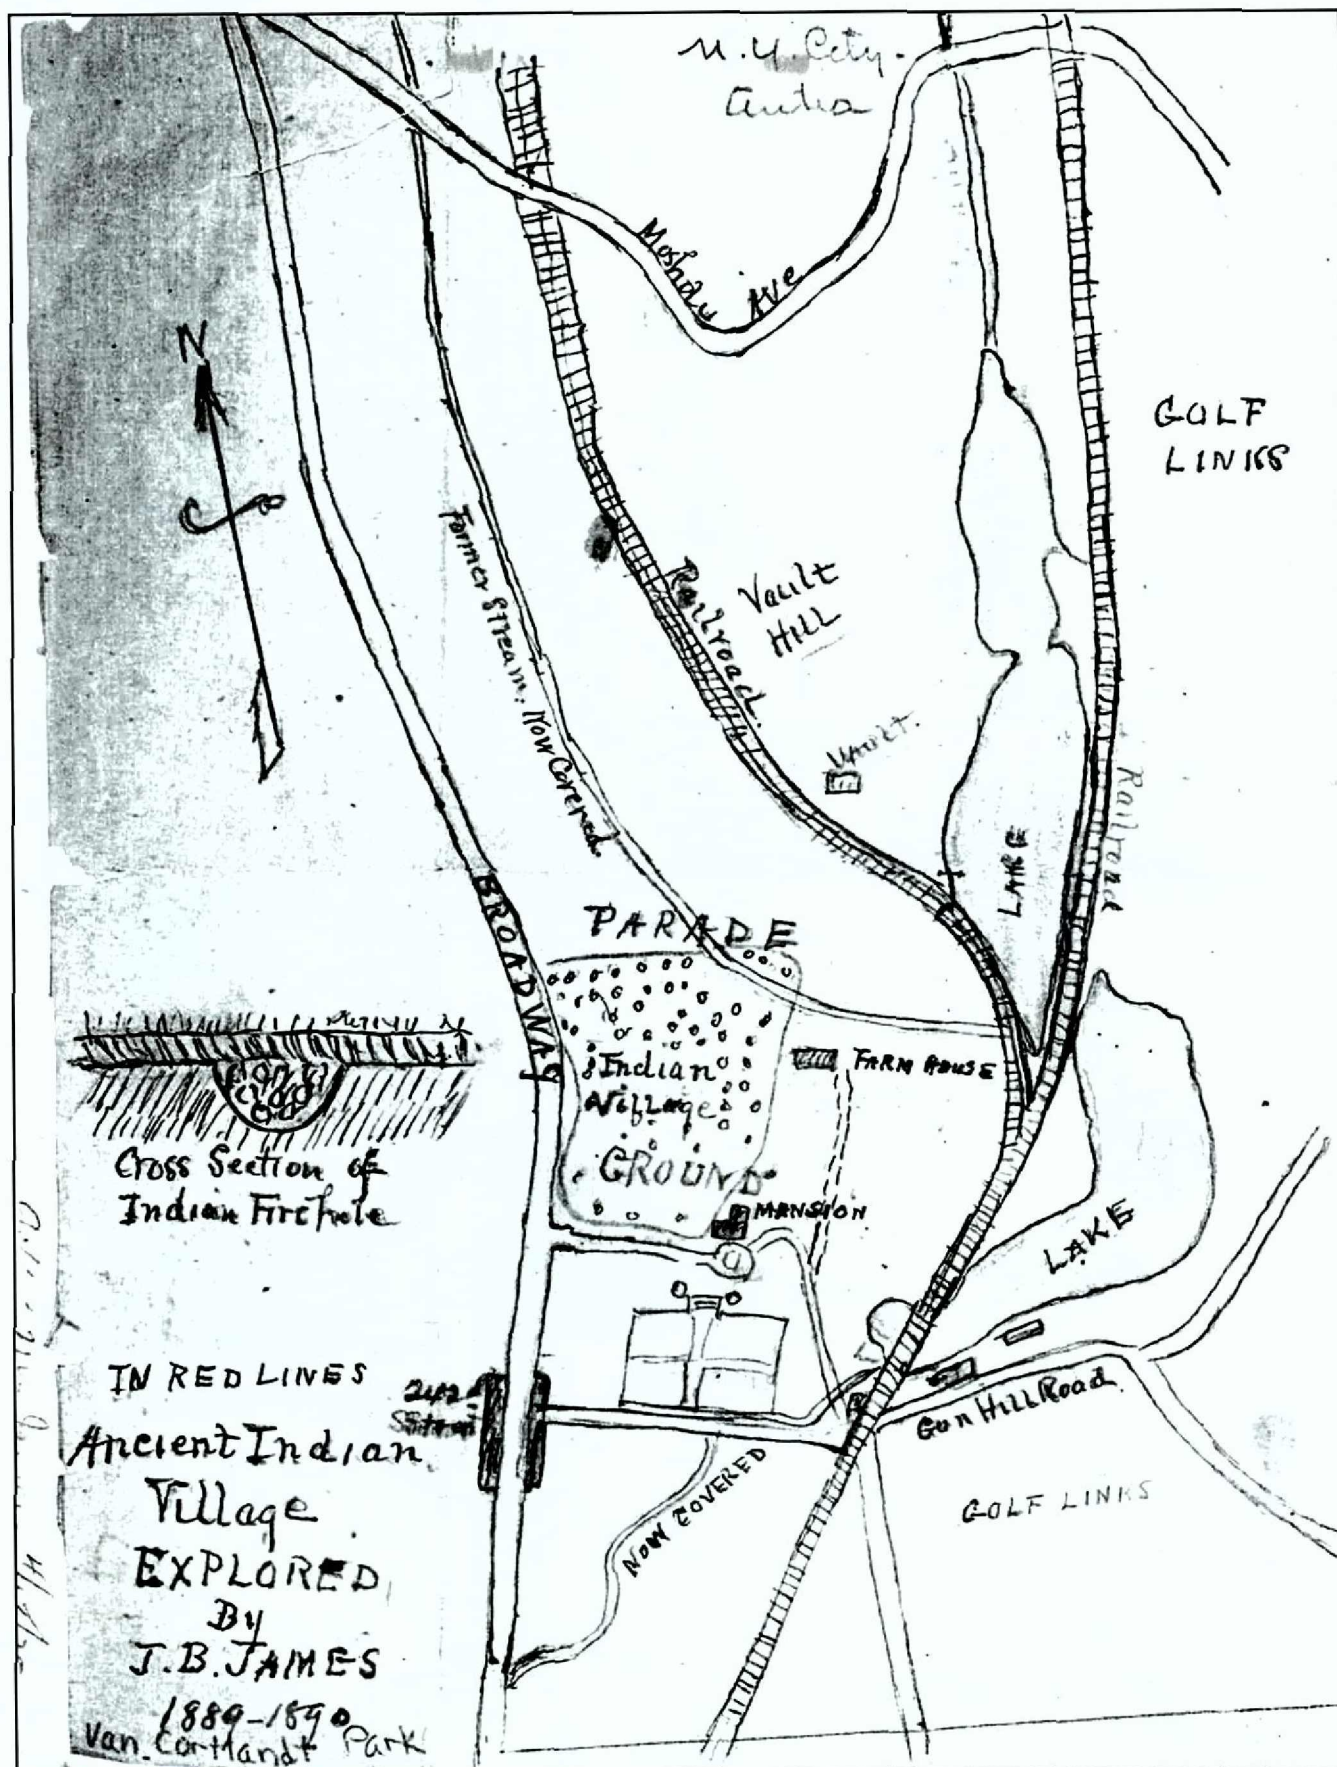 N.Y. City.
N
Mosholu AVE
GOLF
LINKS
Former Stream. Now Covered.
Railroad.
Vault
HILL
VAULT.
Railroad
LAKE
BROADWAY
PARADE
Indian
Village
GROUND
FARM HOUSE
MANSION
Cross Section of
Indian Firehole
LAKE
IN RED LINES
242
Street
Gun Hill Road
NOW COVERED
GOLF LINKS
Ancient Indian
Village
EXPLORED
By
J.B. JAMES
1889-1890
Van Cortlandt Park